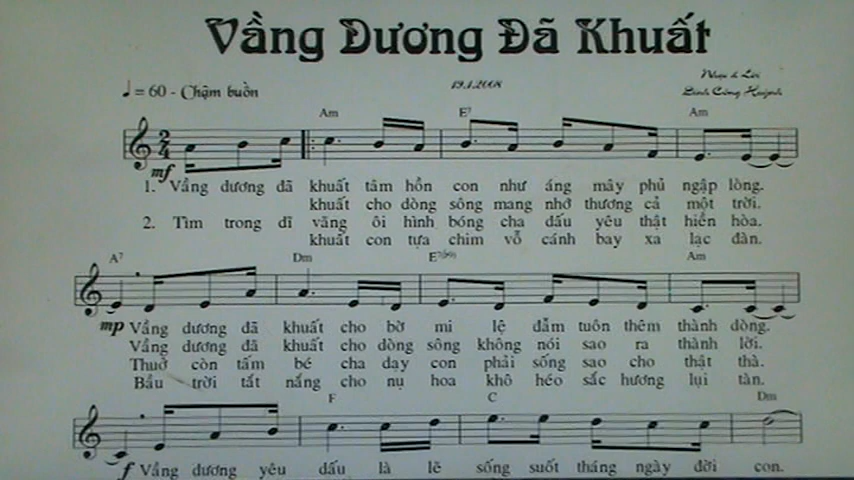 Vầng Dương Đã Khuất
♩ = 60 - Chậm buồn
19.1.2008
Nhạc & Lời
Đinh Công Huỳnh
Am E7 Am
mf
1. Vầng dương đã khuất tâm hồn con như áng mây phủ ngập lòng.
khuất cho dòng sông mang nhớ thương cả một trời.
2. Tìm trong dĩ vãng ôi hình bóng cha dấu yêu thật hiền hòa.
khuất con tựa chim vỗ cánh bay xa lạc đàn.
A7 Dm E7(b9) Am
mp Vầng dương đã khuất cho bờ mi lệ đẫm tuôn thêm thành dòng.
Vầng dương đã khuất cho dòng sông không nói sao ra thành lời.
Thuở còn tấm bé cha dạy con phải sống sao cho thật thà.
Bầu trời tắt nắng cho nụ hoa khô héo sắc hương lụi tàn.
F C Dm
f Vầng dương yêu dấu là lẽ sống suốt tháng ngày đời con.